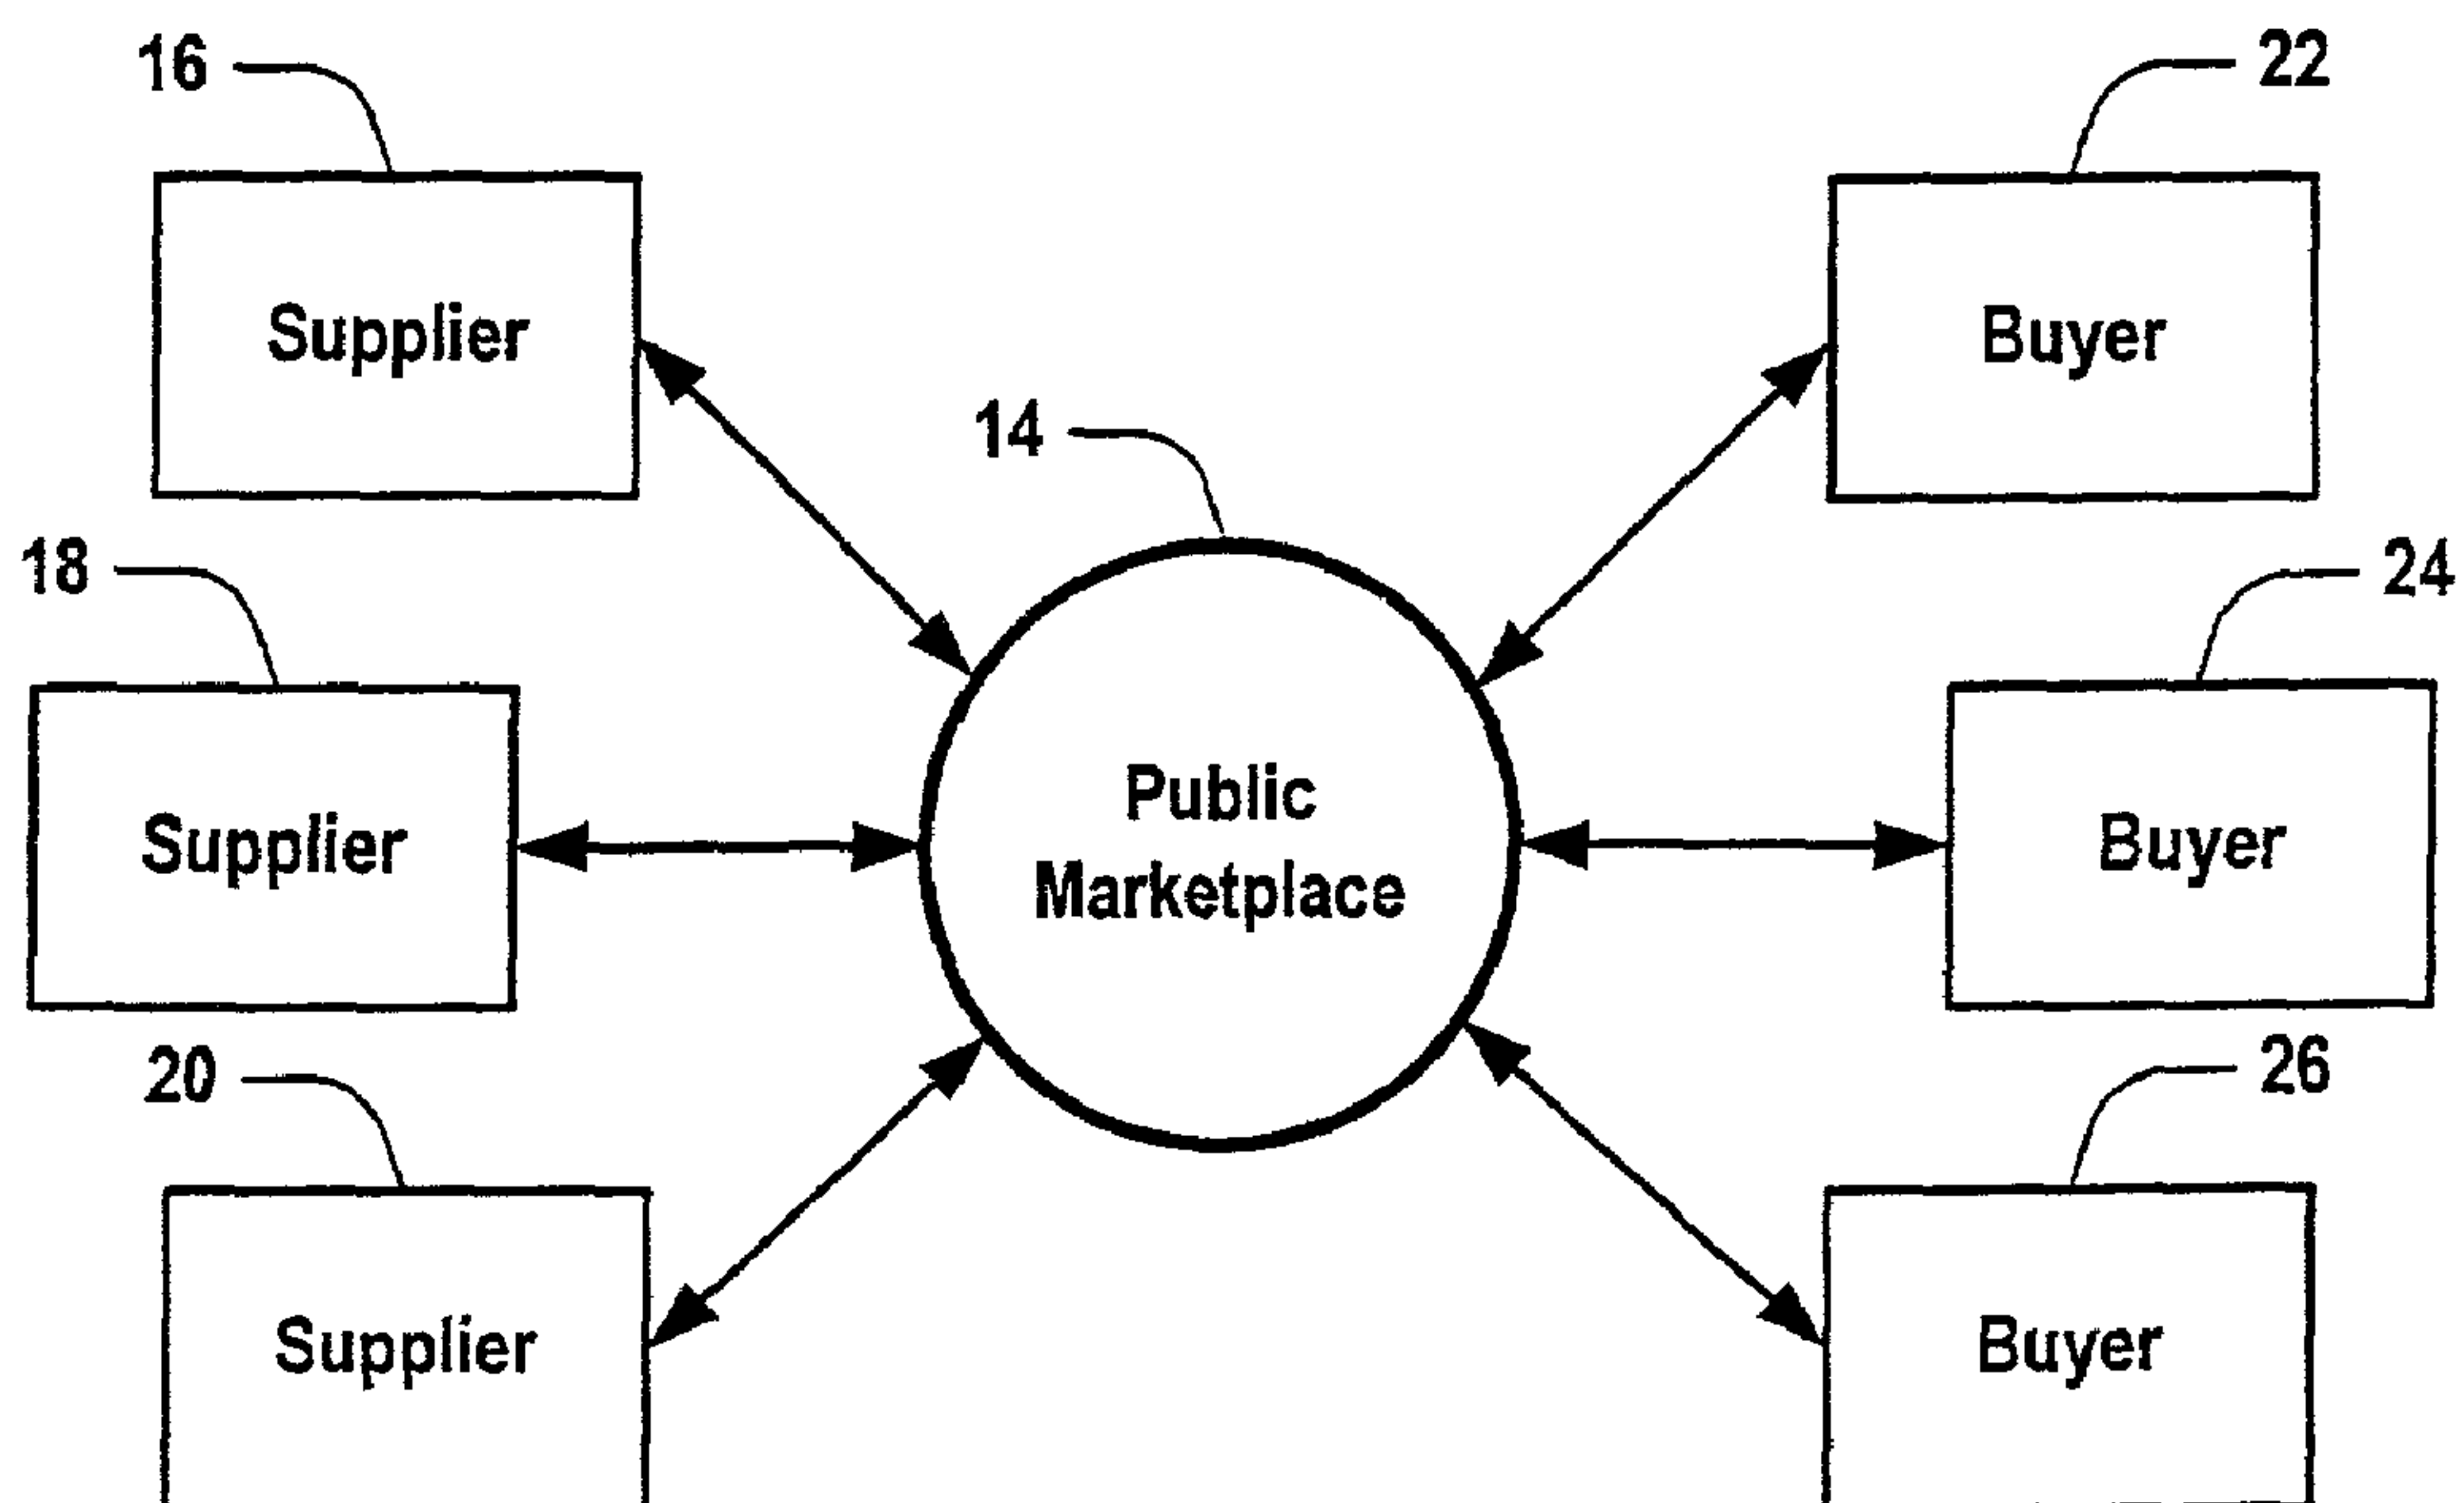 16
22
Supplier
Buyer
14
18
24
Public
Marketplace
Supplier
Buyer
20
26
Supplier
Buyer